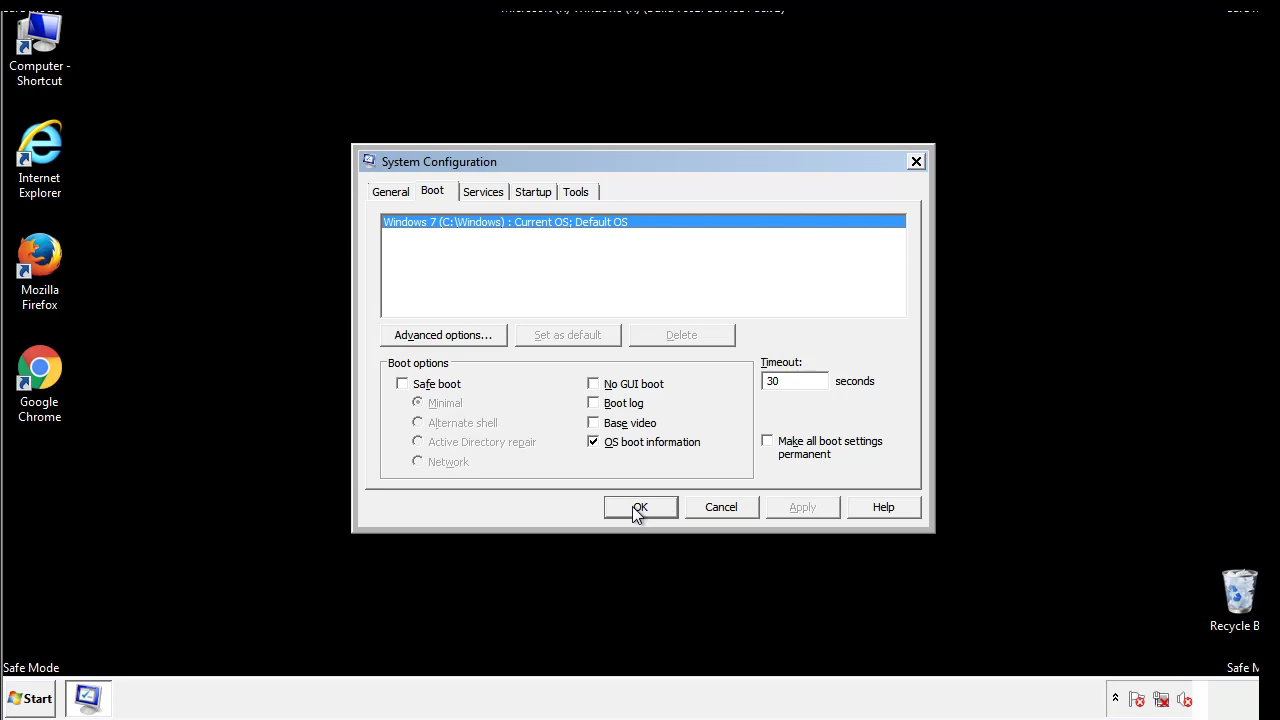 Computer -
Shortcut
Internet
Explorer
Mozilla
Firefox
Google
Chrome
System Configuration
General
Boot
Services
Startup
Tools
Windows 7 (C:\Windows) : Current OS; Default OS
Advanced options...
Set as default
Delete
Boot options
Safe boot
Minimal
Alternate shell
Active Directory repair
Network
No GUI boot
Boot log
Base video
OS boot information
Timeout:
30 seconds
Make all boot settings
permanent
OK
Cancel
Apply
Help
Recycle B
Safe Mode
Safe M
Start